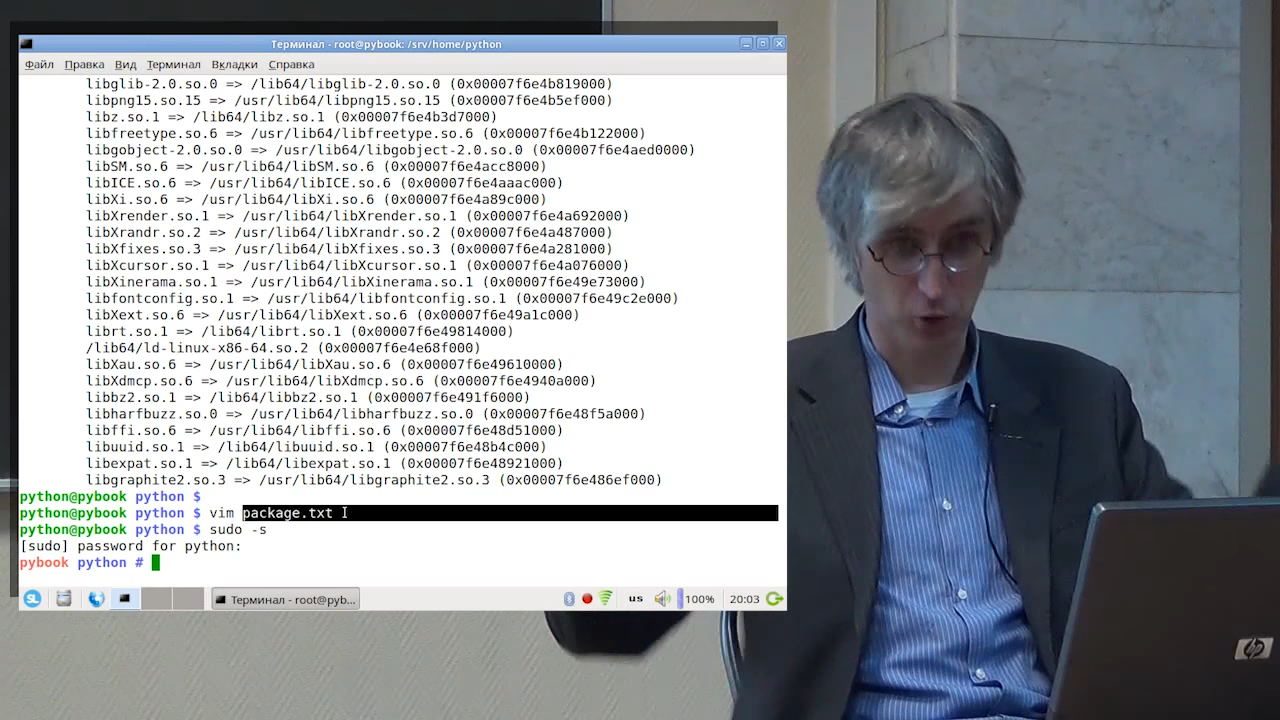 Терминал - root@pybook: /srv/home/python
Файл Правка Вид Терминал Вкладки Справка
libglib-2.0.so.0 => /lib64/libglib-2.0.so.0 (0x00007f6e4b819000)
libpng15.so.15 => /usr/lib64/libpng15.so.15 (0x00007f6e4b5ef000)
libz.so.1 => /lib64/libz.so.1 (0x00007f6e4b3d7000)
libfreetype.so.6 => /usr/lib64/libfreetype.so.6 (0x00007f6e4b122000)
libgobject-2.0.so.0 => /usr/lib64/libgobject-2.0.so.0 (0x00007f6e4aed0000)
libSM.so.6 => /usr/lib64/libSM.so.6 (0x00007f6e4acc8000)
libICE.so.6 => /usr/lib64/libICE.so.6 (0x00007f6e4aaac000)
libXi.so.6 => /usr/lib64/libXi.so.6 (0x00007f6e4a89c000)
libXrender.so.1 => /usr/lib64/libXrender.so.1 (0x00007f6e4a692000)
libXrandr.so.2 => /usr/lib64/libXrandr.so.2 (0x00007f6e4a487000)
libXfixes.so.3 => /usr/lib64/libXfixes.so.3 (0x00007f6e4a281000)
libXcursor.so.1 => /usr/lib64/libXcursor.so.1 (0x00007f6e4a076000)
libXinerama.so.1 => /usr/lib64/libXinerama.so.1 (0x00007f6e49e73000)
libfontconfig.so.1 => /usr/lib64/libfontconfig.so.1 (0x00007f6e49c2e000)
libXext.so.6 => /usr/lib64/libXext.so.6 (0x00007f6e49a1c000)
librt.so.1 => /lib64/librt.so.1 (0x00007f6e49814000)
/lib64/ld-linux-x86-64.so.2 (0x00007f6e4e68f000)
libXau.so.6 => /usr/lib64/libXau.so.6 (0x00007f6e49610000)
libXdmcp.so.6 => /usr/lib64/libXdmcp.so.6 (0x00007f6e4940a000)
libbz2.so.1 => /usr/lib64/libbz2.so.1 (0x00007f6e491f6000)
libharfbuzz.so.0 => /usr/lib64/libharfbuzz.so.0 (0x00007f6e48f5a000)
libffi.so.6 => /usr/lib64/libffi.so.6 (0x00007f6e48d51000)
libuuid.so.1 => /lib64/libuuid.so.1 (0x00007f6e48b4c000)
libexpat.so.1 => /lib64/libexpat.so.1 (0x00007f6e48921000)
libgraphite2.so.3 => /usr/lib64/libgraphite2.so.3 (0x00007f6e486ef000)
python@pybook python $
python@pybook python $ vim package.txt
python@pybook python $ sudo -s
[sudo] password for python:
pybook python #
SL Терминал - root@pyb... us 100% 20:03
hp